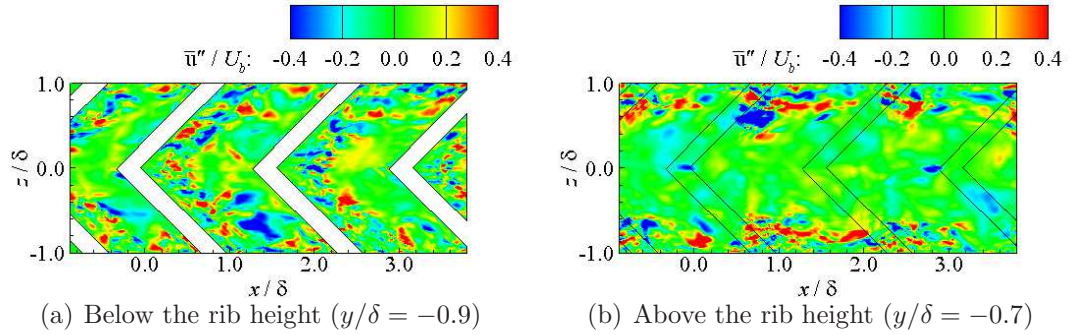 ū″ / U_b: -0.4 -0.2 0.0 0.2 0.4
ū″ / U_b: -0.4 -0.2 0.0 0.2 0.4
1.0
z / δ
0.0
-1.0
0.0 1.0 2.0 3.0
x / δ
1.0
z / δ
0.0
-1.0
0.0 1.0 2.0 3.0
x / δ
(a) Below the rib height (y/δ = −0.9)
(b) Above the rib height (y/δ = −0.7)